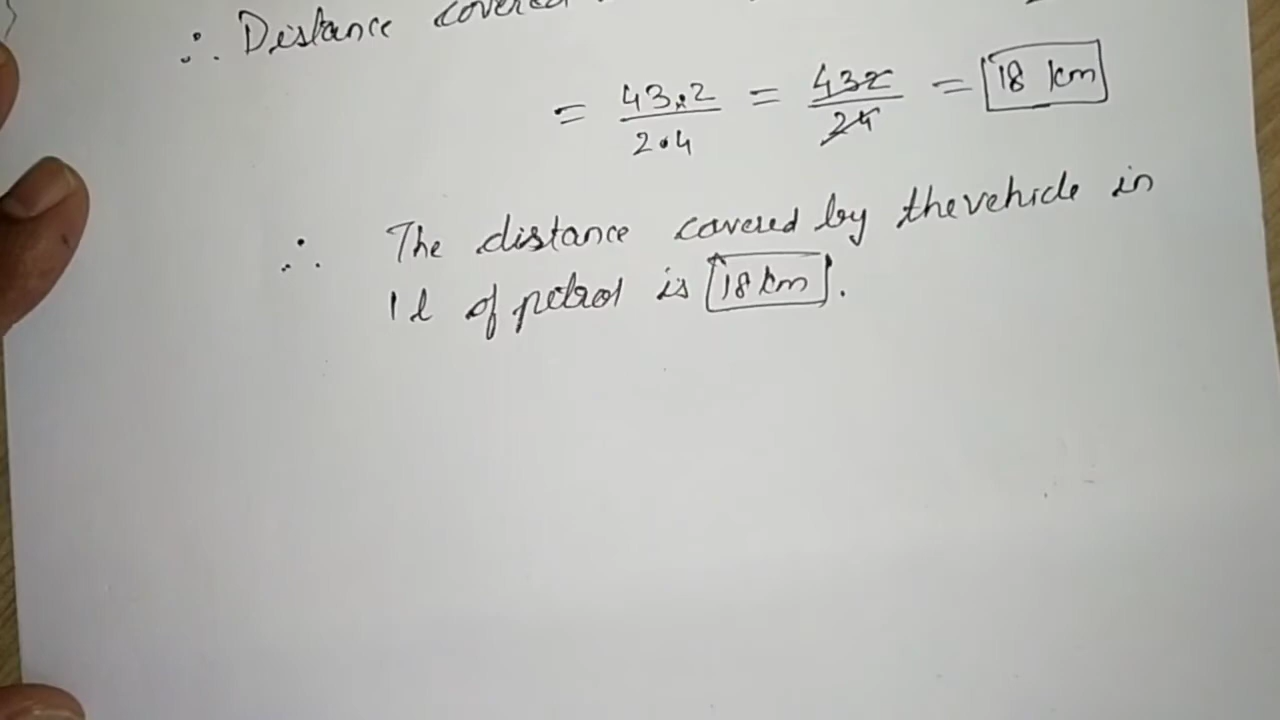 ∴ Distance covered
= 43.2/2.4 = 432/24 = 18 km
∴ The distance covered by the vehicle in
1 l of petrol is 18 km.